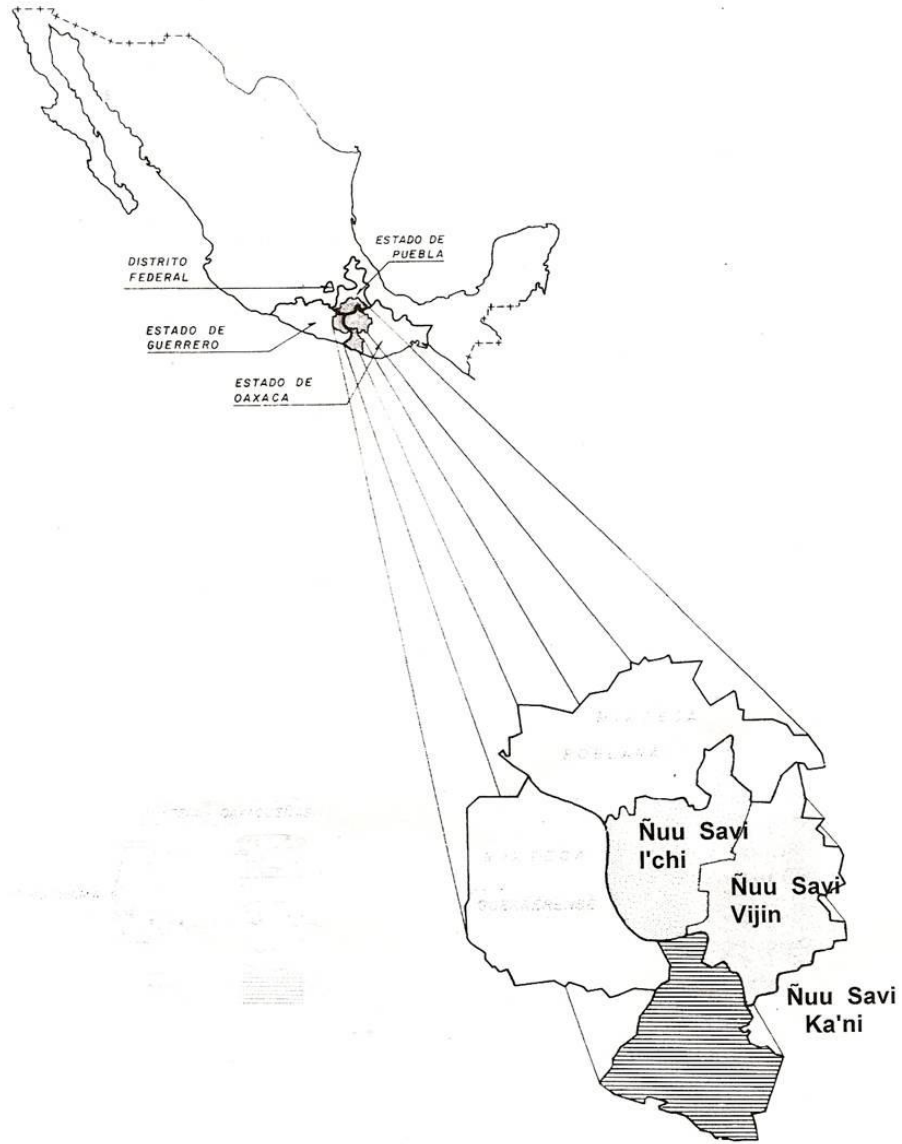 ESTADO DE
PUEBLA
DISTRITO
FEDERAL
ESTADO DE
GUERRERO
ESTADO DE
OAXACA
POBLANA
Ñuu Savi
I'chi
Ñuu Savi
Vijin
Ñuu Savi
Ka'ni